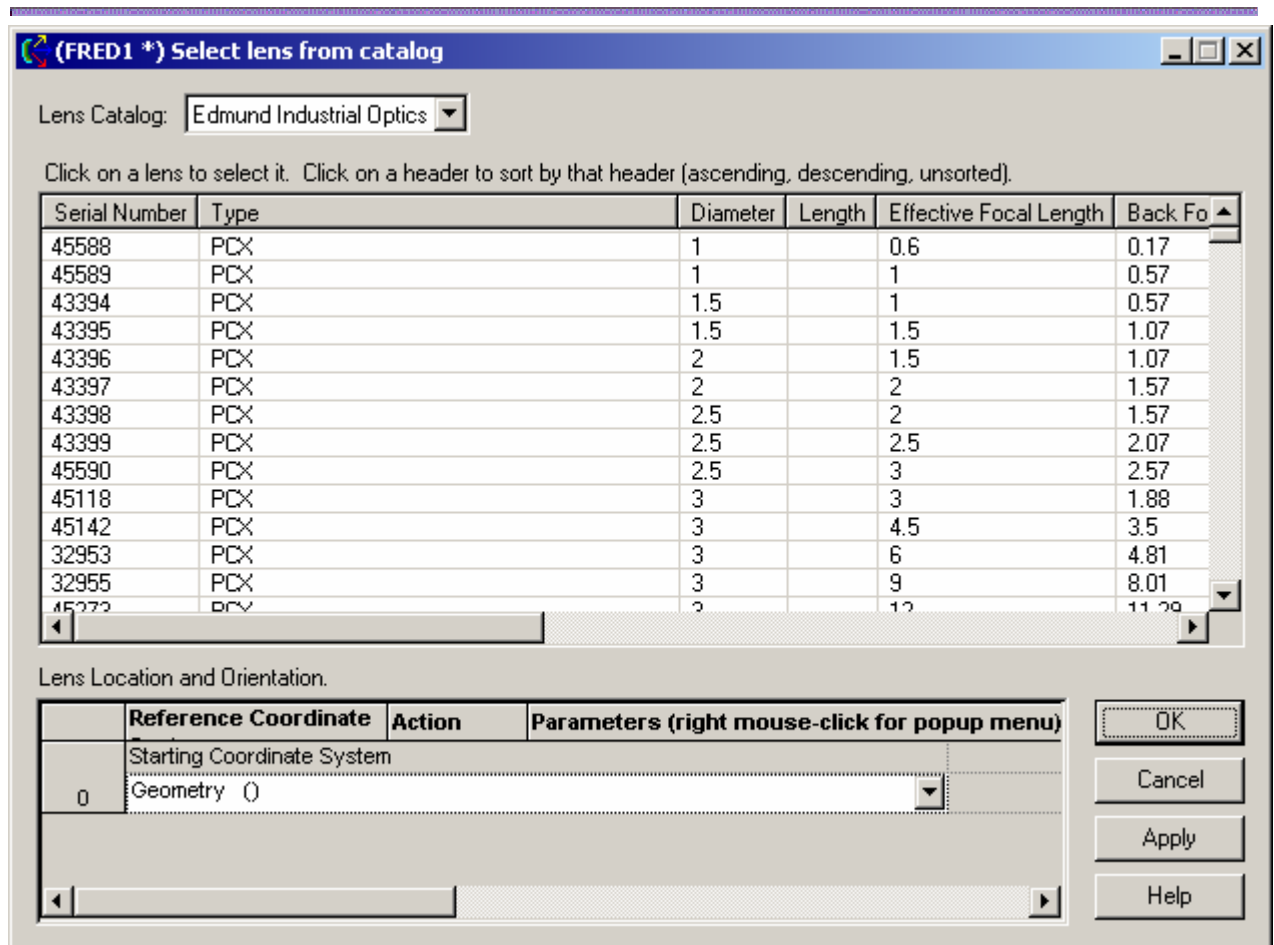 (FRED1 *) Select lens from catalog
Lens Catalog: Edmund Industrial Optics
Click on a lens to select it. Click on a header to sort by that header (ascending, descending, unsorted).
Serial Number Type Diameter Length Effective Focal Length Back Fo
45588 PCX 1 0.6 0.17
45589 PCX 1 1 0.57
43394 PCX 1.5 1 0.57
43395 PCX 1.5 1.5 1.07
43396 PCX 2 1.5 1.07
43397 PCX 2 2 1.57
43398 PCX 2.5 2 1.57
43399 PCX 2.5 2.5 2.07
45590 PCX 2.5 3 2.57
45118 PCX 3 3 1.88
45142 PCX 3 4.5 3.5
32953 PCX 3 6 4.81
32955 PCX 3 9 8.01
45273 PCX 3 12 11.29
Lens Location and Orientation.
Reference Coordinate Action Parameters (right mouse-click for popup menu)
Starting Coordinate System
0 Geometry ()
OK
Cancel
Apply
Help